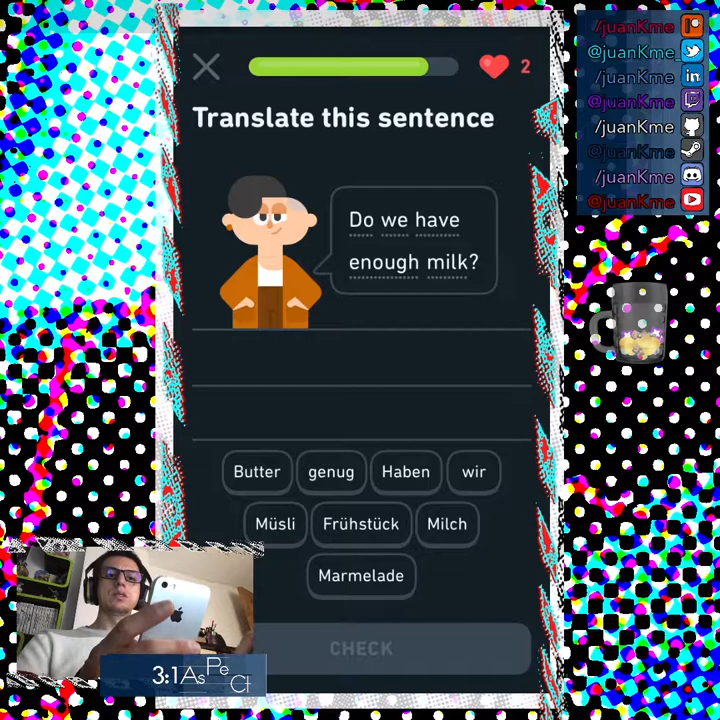 /juanKme
@juanKme_
/juanKme
@juanKme
/juanKme
@juanKme
/juanKme
@juanKme
2
Translate this sentence
Do we have
enough milk?
Butter genug Haben wir
Müsli Frühstück Milch
Marmelade
CHECK
3:1AsPeCt